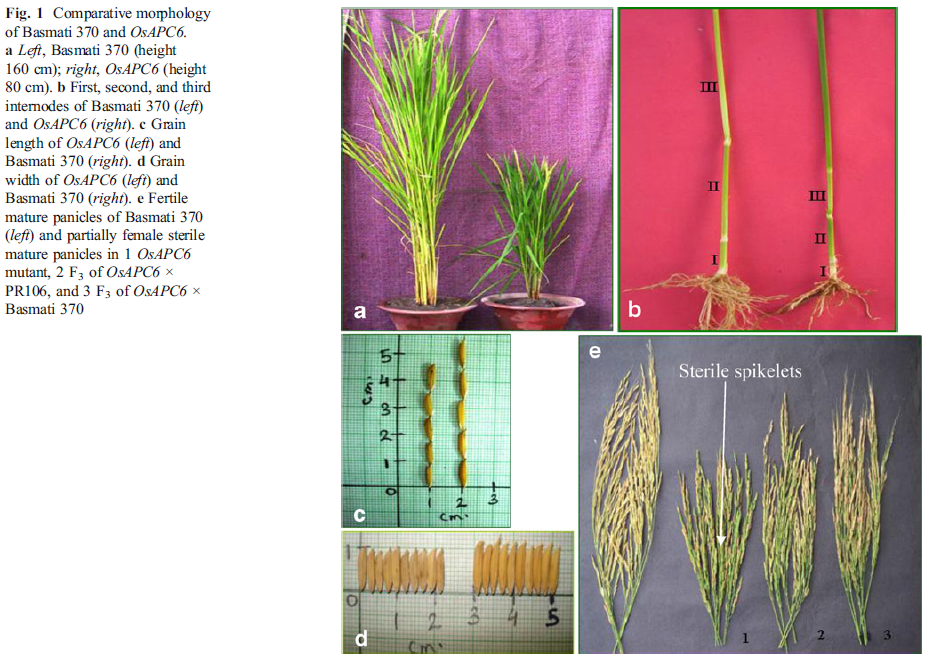 Fig. 1 Comparative morphology
of Basmati 370 and OsAPC6.
a Left, Basmati 370 (height
160 cm); right, OsAPC6 (height
80 cm). b First, second, and third
internodes of Basmati 370 (left)
and OsAPC6 (right). c Grain
length of OsAPC6 (left) and
Basmati 370 (right). d Grain
width of OsAPC6 (left) and
Basmati 370 (right). e Fertile
mature panicles of Basmati 370
(left) and partially female sterile
mature panicles in 1 OsAPC6
mutant, 2 F3 of OsAPC6 ×
PR106, and 3 F3 of OsAPC6 ×
Basmati 370
a
III
II
I
III
II
I
b
5
4
cm.
3
2
1
0
1 2 3
cm.
c
1
0
1 2 3 4 5
cm.
d
e
Sterile spikelets
1 2 3